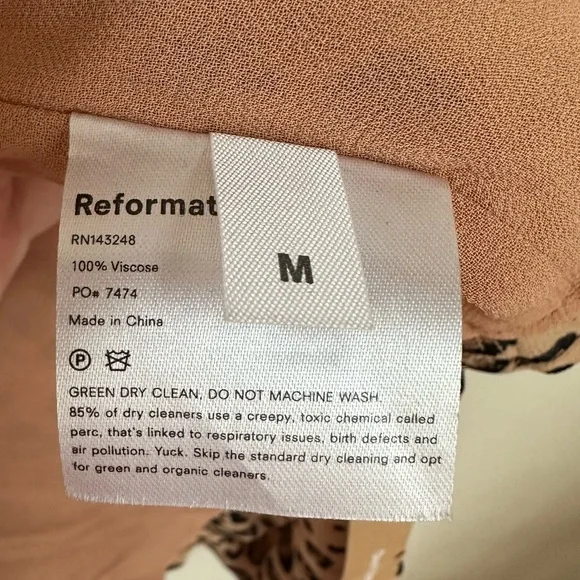 Reformat
M
RN143248
100% Viscose
PO# 7474
Made in China
P
GREEN DRY CLEAN, DO NOT MACHINE WASH.
85% of dry cleaners use a creepy, toxic chemical called
perc, that's linked to respiratory issues, birth defects and
air pollution. Yuck. Skip the standard dry cleaning and opt
for green and organic cleaners.